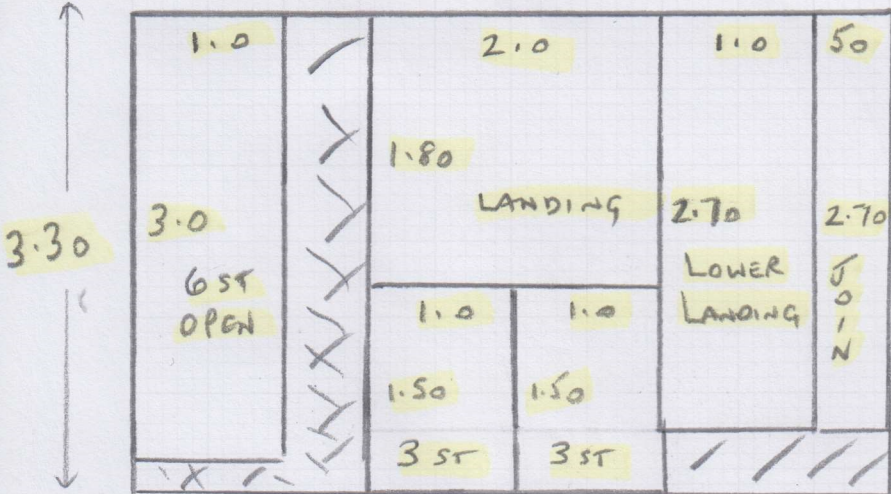 1.0
2.0
1.0
50
1.80
LANDING
3.30
3.0
2.70
2.70
6 ST
OPEN
LOWER
LANDING
J
O
I
N
1.0
1.0
1.50
1.50
3 ST
3 ST